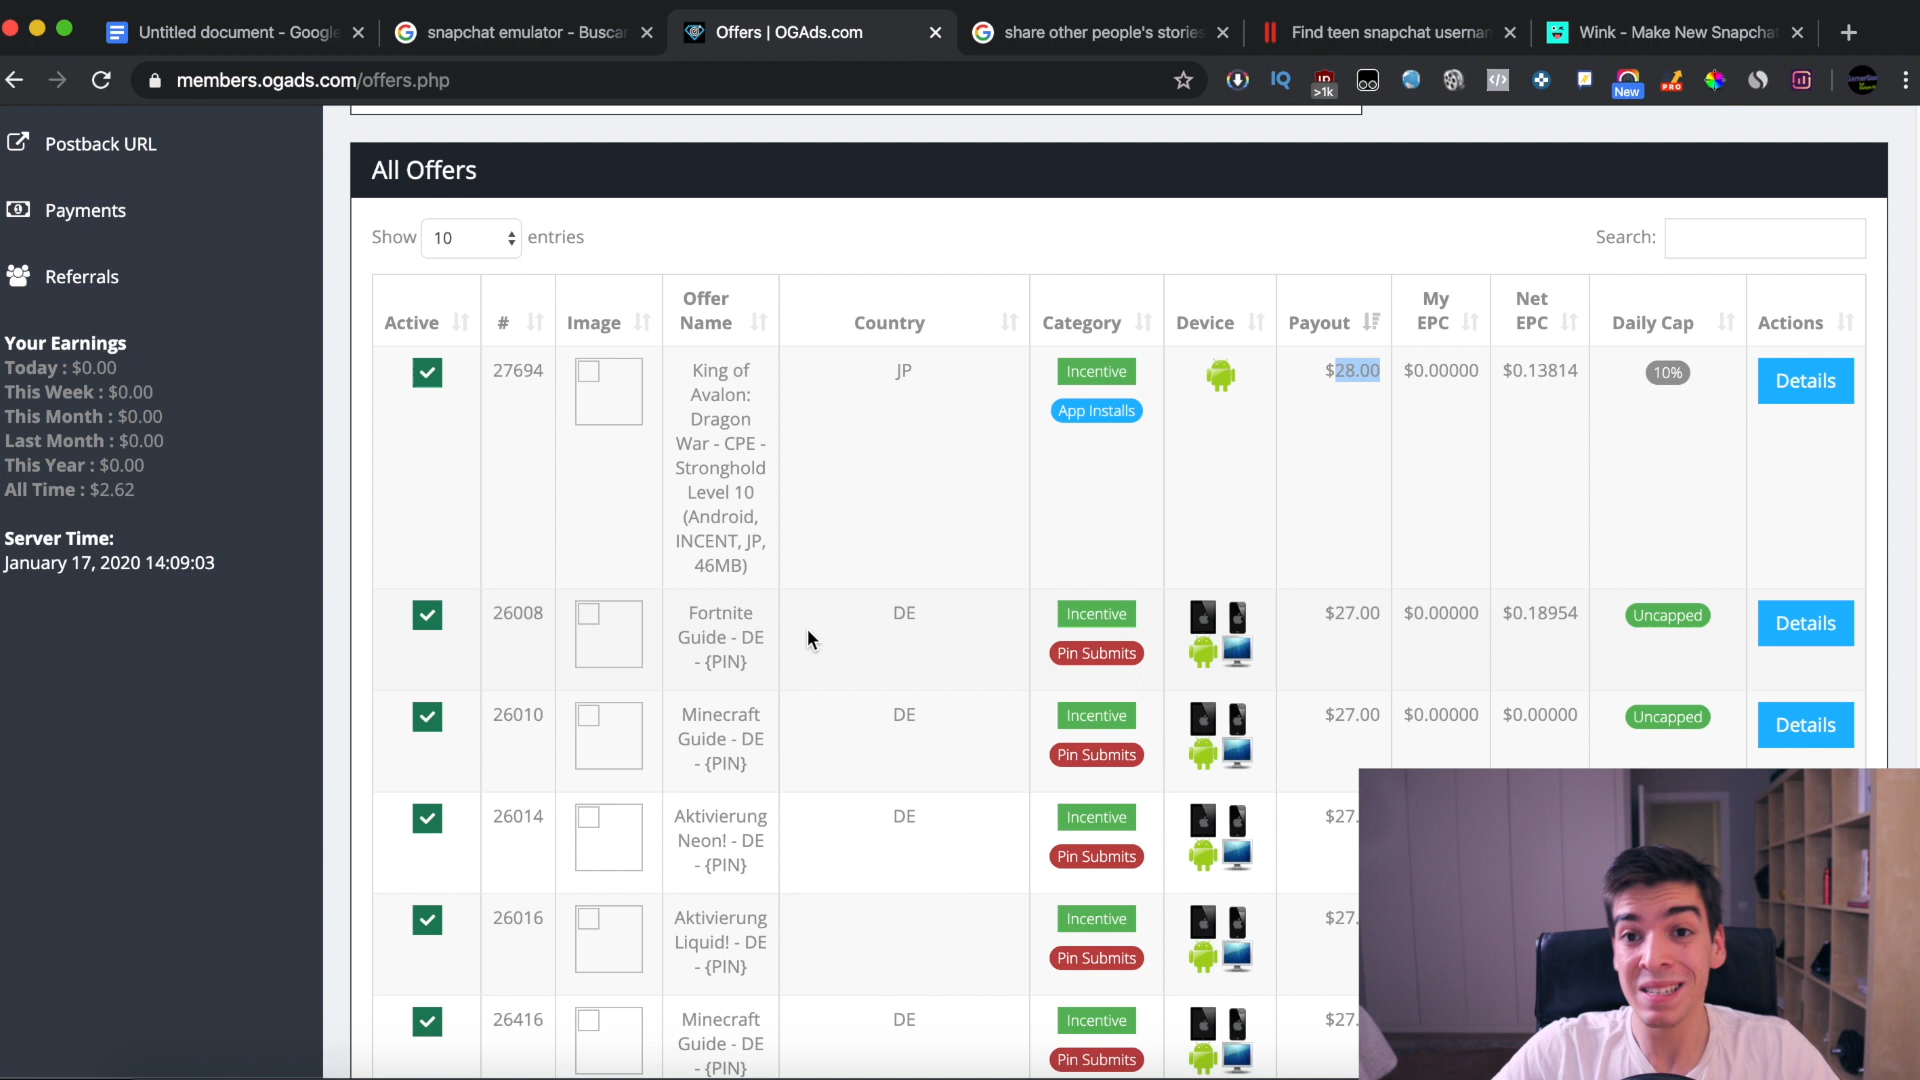 Untitled document - Google
snapchat emulator - Buscar
Offers | OGAds.com
share other people's stories
Find teen snapchat usernam
Wink - Make New Snapchat
members.ogads.com/offers.php
IQ
>1k
New
PRO
Postback URL
Payments
Referrals
Your Earnings
Today : $0.00
This Week : $0.00
This Month : $0.00
Last Month : $0.00
This Year : $0.00
All Time : $2.62
Server Time:
January 17, 2020 14:09:03
All Offers
Show 10 entries
Search:
Active # Image Offer Name Country Category Device Payout My EPC Net EPC Daily Cap Actions
27694
King of
Avalon:
Dragon
War - CPE -
Stronghold
Level 10
(Android,
INCENT, JP,
46MB)
JP
Incentive
App Installs
$28.00
$0.00000
$0.13814
10%
Details
26008
Fortnite
Guide - DE
- {PIN}
DE
Incentive
Pin Submits
$27.00
$0.00000
$0.18954
Uncapped
Details
26010
Minecraft
Guide - DE
- {PIN}
DE
Incentive
Pin Submits
$27.00
$0.00000
$0.00000
Uncapped
Details
26014
Aktivierung
Neon! - DE
- {PIN}
DE
Incentive
Pin Submits
$27.
26016
Aktivierung
Liquid! - DE
- {PIN}
Incentive
Pin Submits
$27.
26416
Minecraft
Guide - DE
- {PIN}
DE
Incentive
Pin Submits
$27.